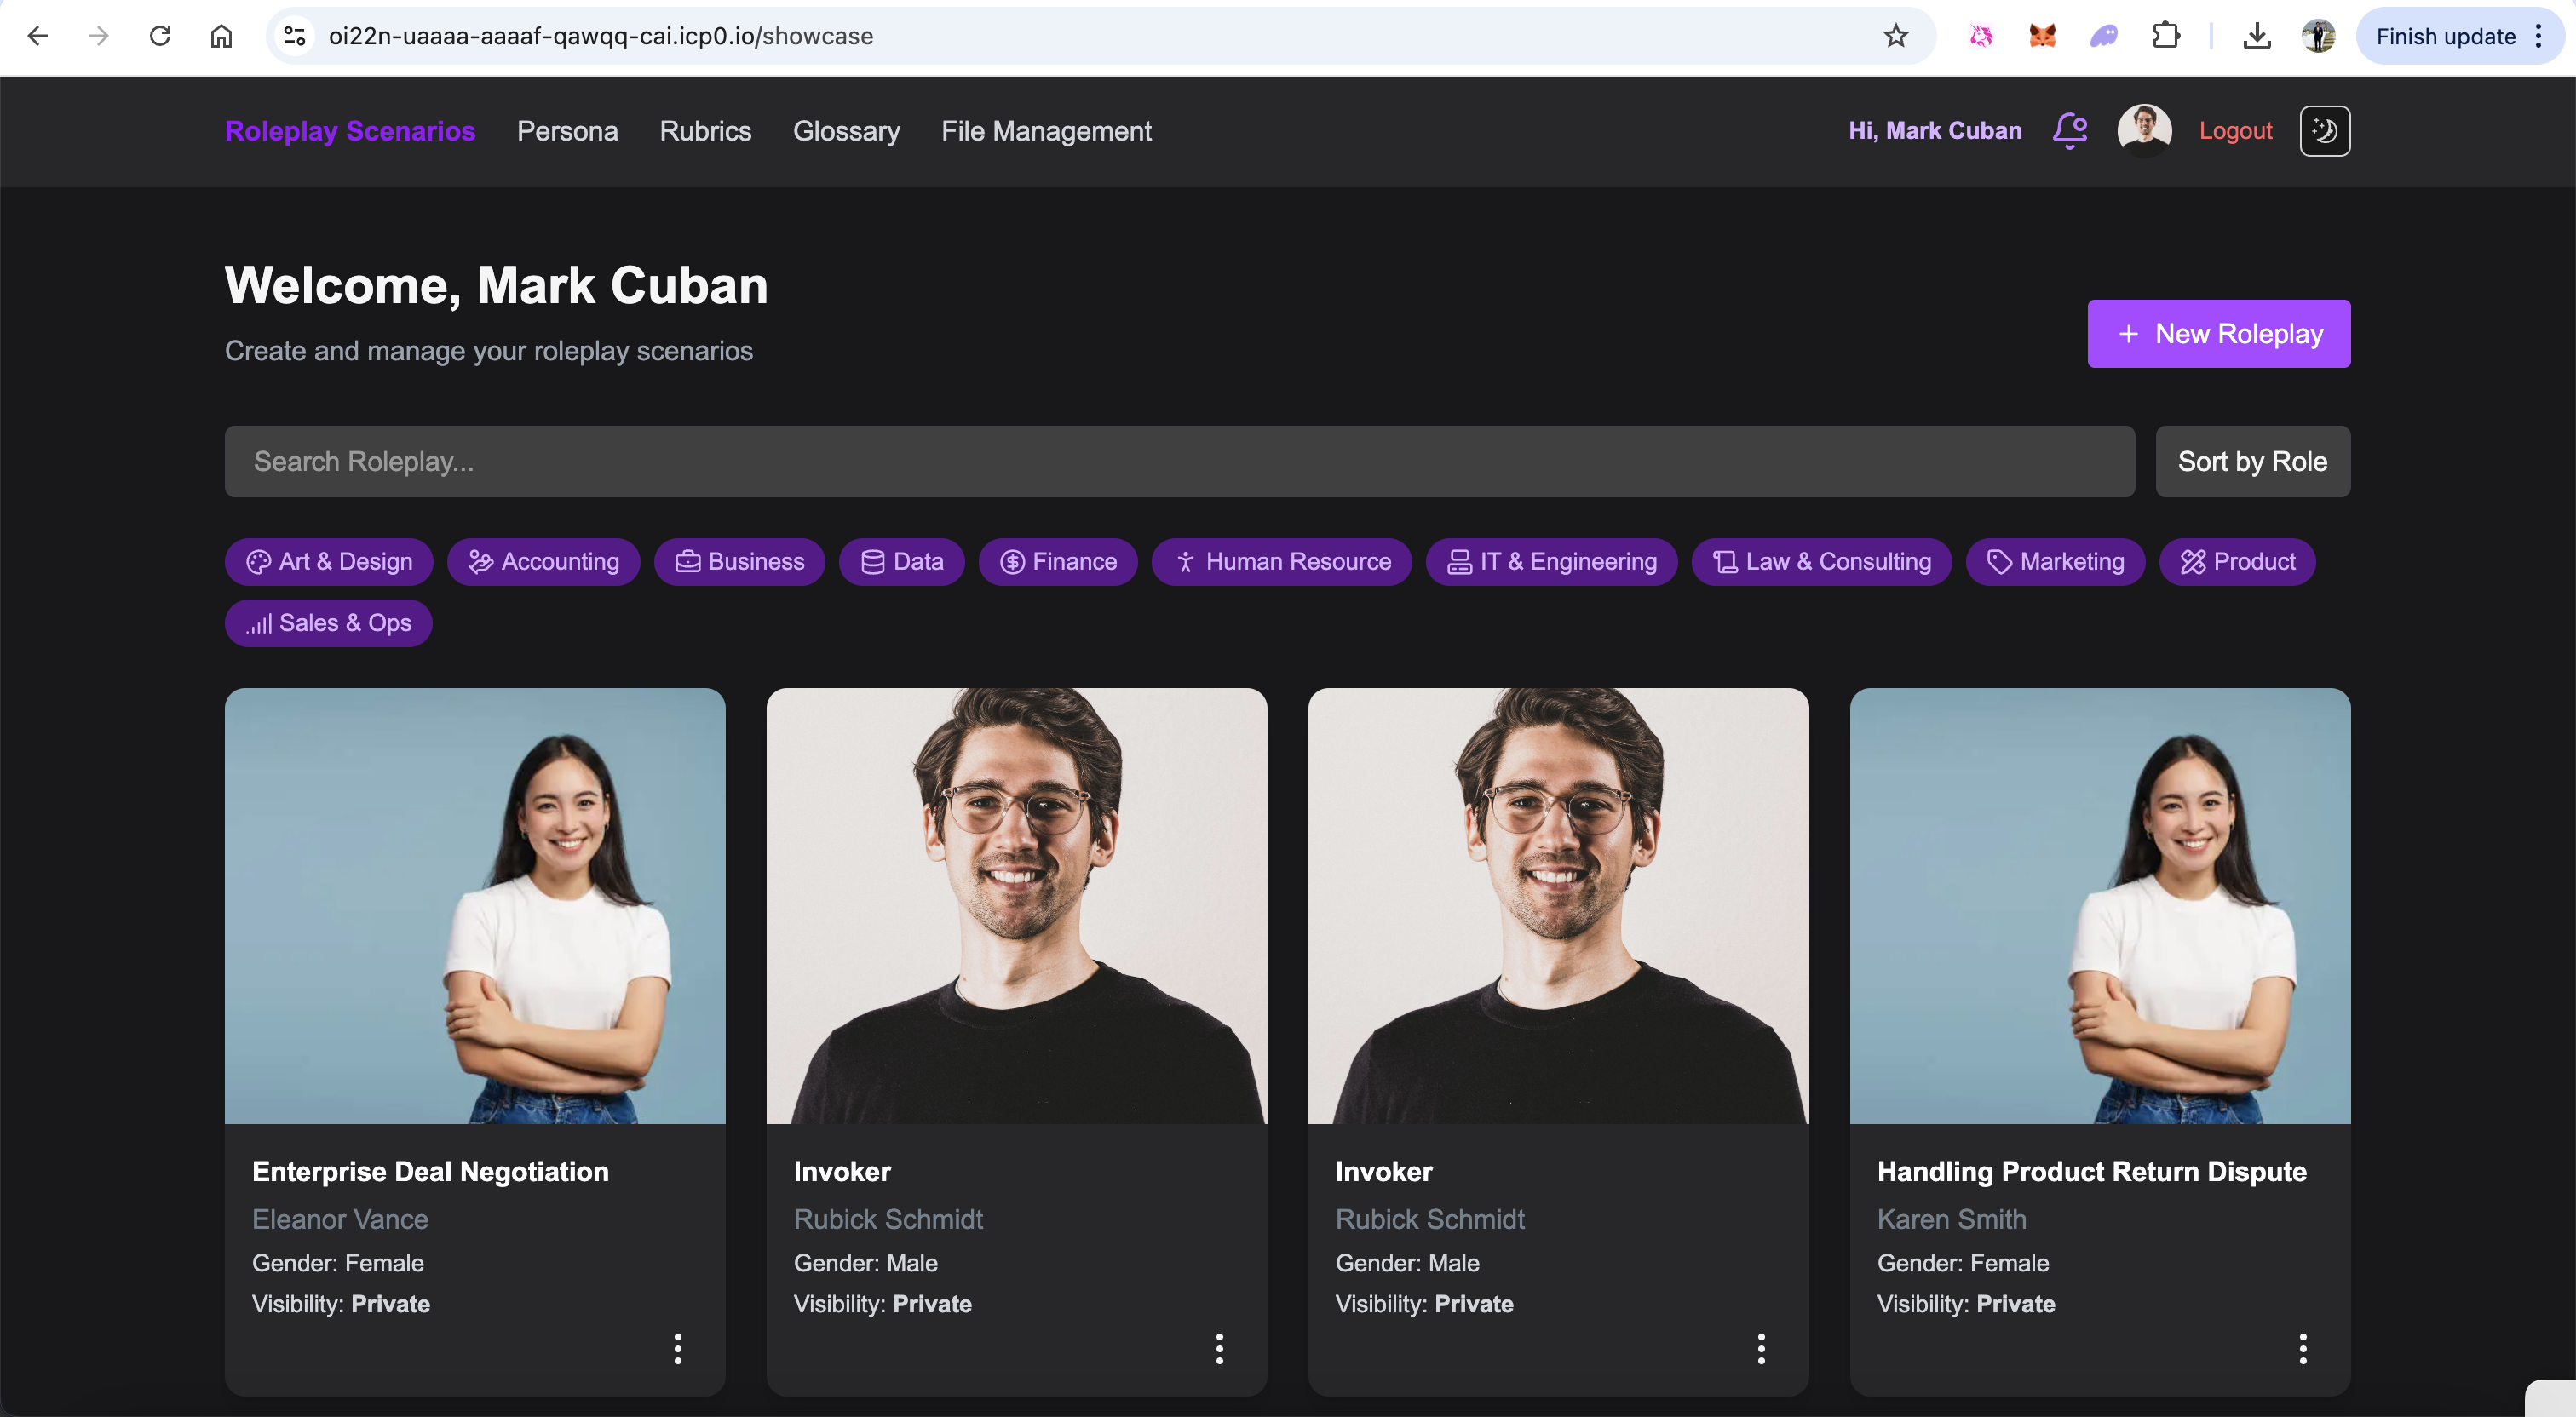 oi22n-uaaaa-aaaaf-qawqq-cai.icp0.io/showcase
Finish update
Roleplay Scenarios Persona Rubrics Glossary File Management
Hi, Mark Cuban Logout
Welcome, Mark Cuban
Create and manage your roleplay scenarios
+ New Roleplay
Search Roleplay...
Sort by Role
Art & Design Accounting Business Data Finance Human Resource IT & Engineering Law & Consulting Marketing Product
Sales & Ops
Enterprise Deal Negotiation
Eleanor Vance
Gender: Female
Visibility: Private
Invoker
Rubick Schmidt
Gender: Male
Visibility: Private
Invoker
Rubick Schmidt
Gender: Male
Visibility: Private
Handling Product Return Dispute
Karen Smith
Gender: Female
Visibility: Private